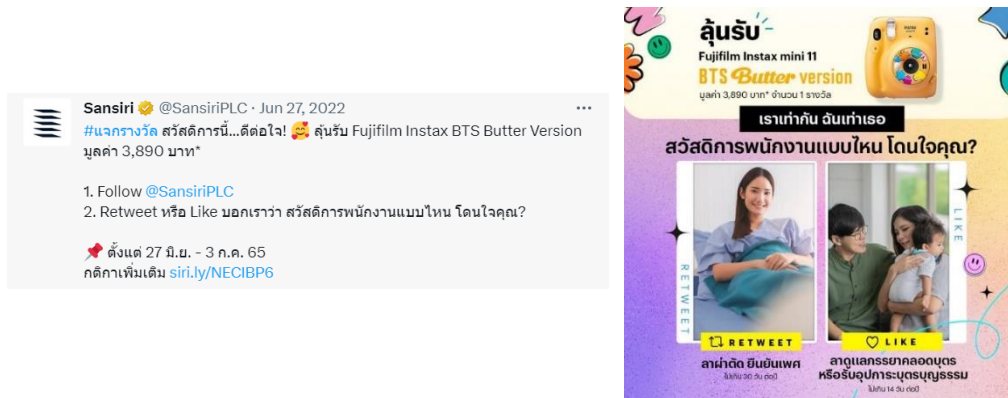 Sansiri @SansiriPLC · Jun 27, 2022
#แจกรางวัล สวัสดิการนี้...ดีต่อใจ! 🥰 ลุ้นรับ Fujifilm Instax BTS Butter Version
มูลค่า 3,890 บาท*
1. Follow @SansiriPLC
2. Retweet หรือ Like บอกเราว่า สวัสดิการพนักงานแบบไหน โดนใจคุณ?
📌 ตั้งแต่ 27 มิ.ย. - 3 ก.ค. 65
กติกาเพิ่มเติม siri.ly/NECIBP6
ลุ้นรับ
Fujifilm Instax mini 11
BTS Butter version
มูลค่า 3,890 บาท* จำนวน 1 รางวัล
เราเท่ากัน ฉันเท่าเธอ
สวัสดิการพนักงานแบบไหน โดนใจคุณ?
RETWEET
LIKE
RETWEET
LIKE
ลาผ่าตัด ยืนยันเพศ
ไม่เกิน 30 วัน ต่อปี
ลาดูแลภรรยาคลอดบุตร
หรือรับอุปการะบุตรบุญธรรม
ไม่เกิน 14 วัน ต่อปี